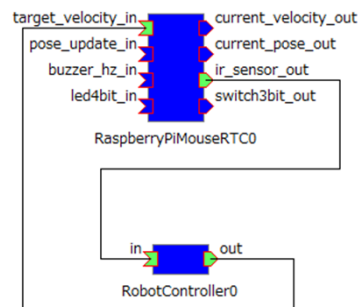 target_velocity_in current_velocity_out
pose_update_in current_pose_out
buzzer_hz_in ir_sensor_out
led4bit_in switch3bit_out
RaspberryPiMouseRTC0
in out
RobotController0